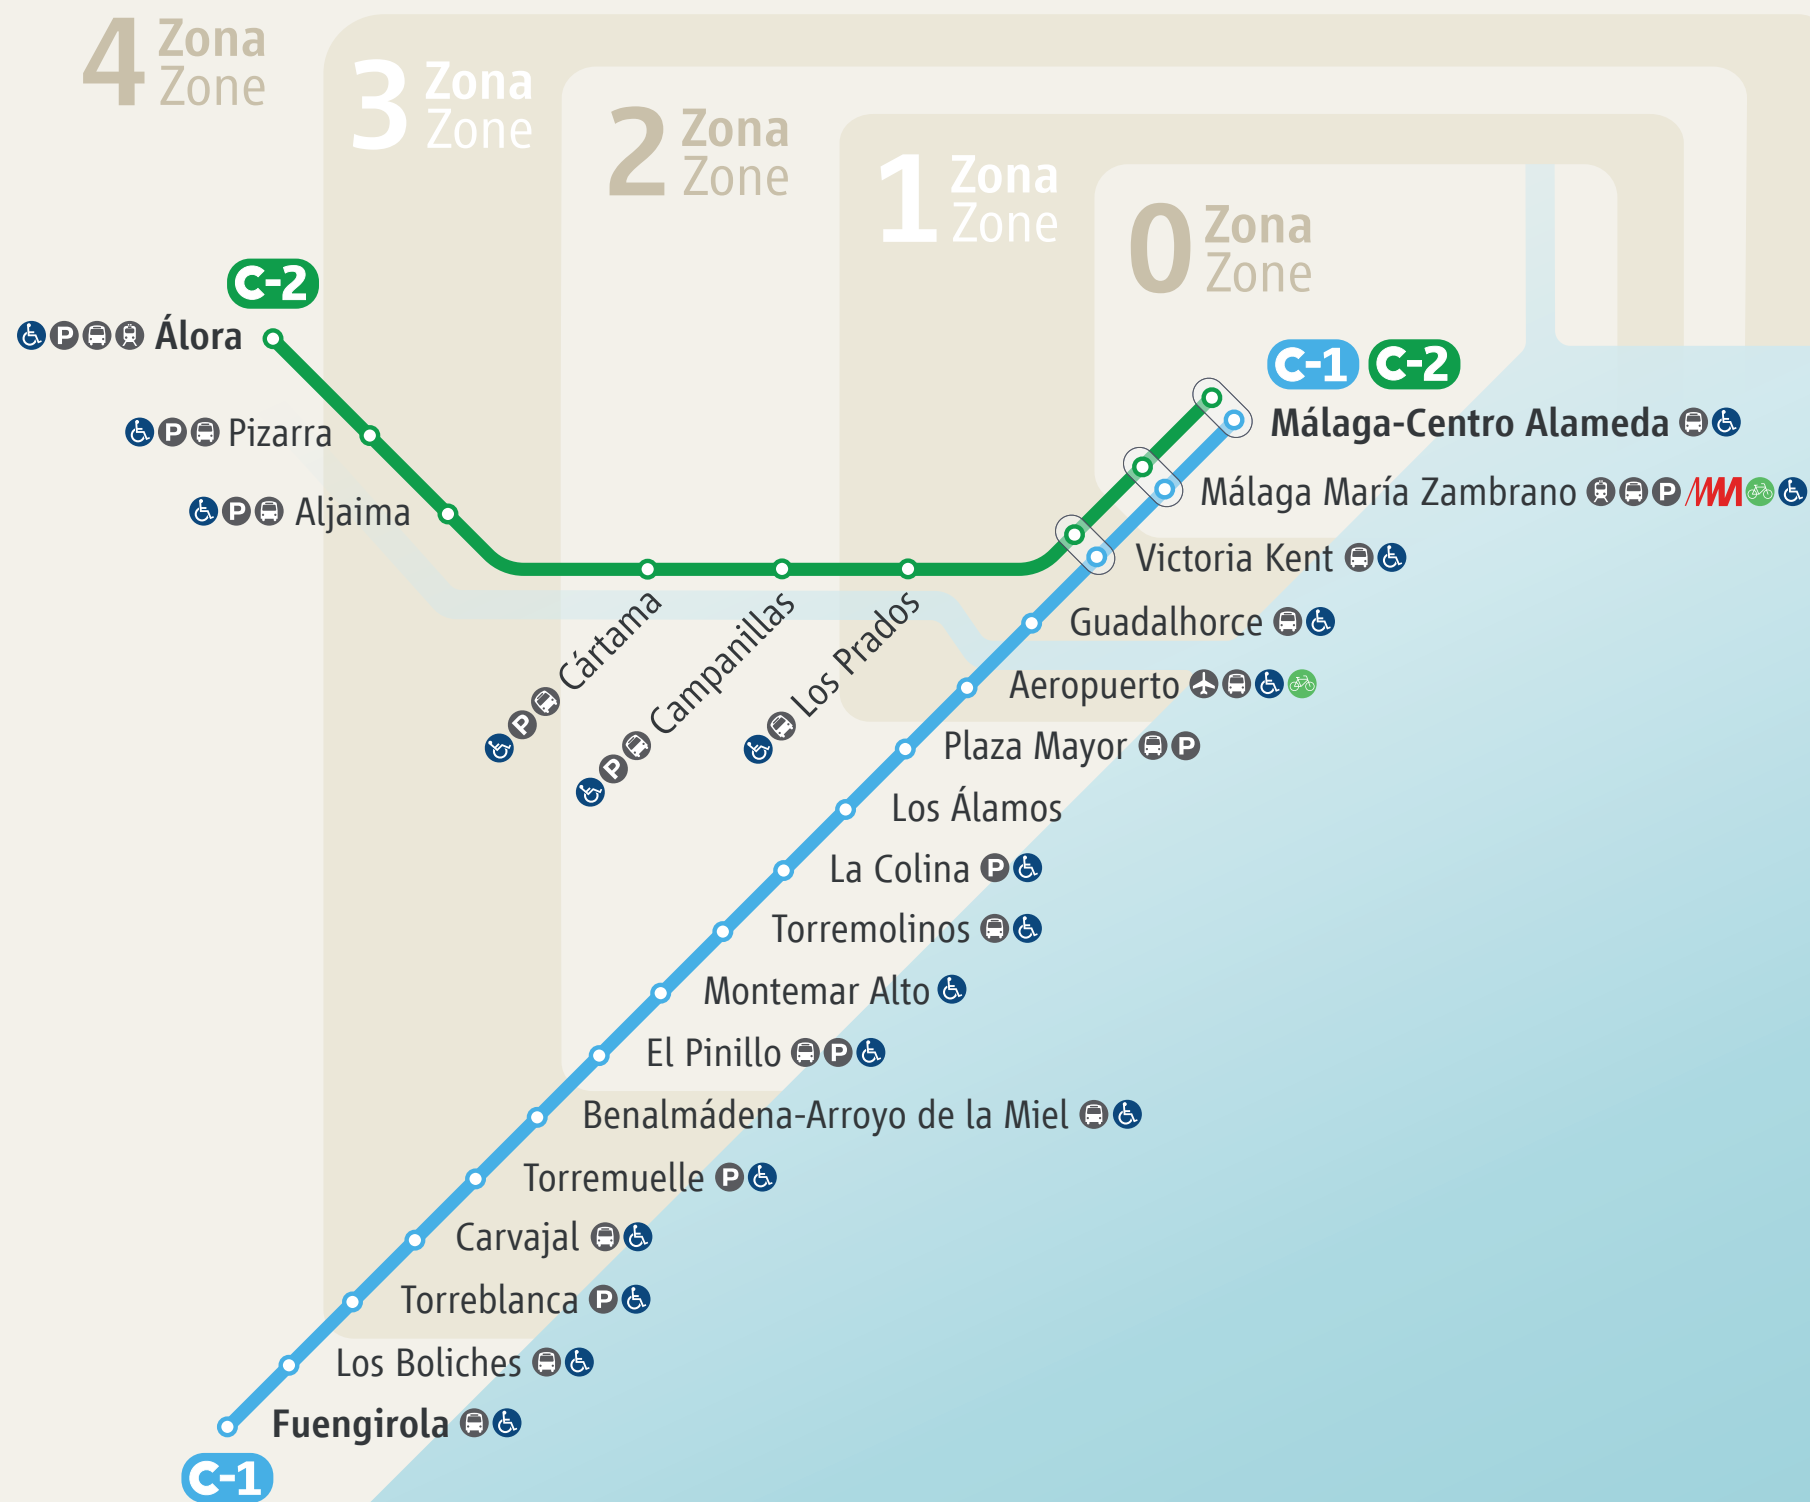 4 Zona
Zone
3 Zona
Zone
2 Zona
Zone
1 Zona
Zone
0 Zona
Zone
C-2
Álora
Pizarra
Aljaima
Cártama
Campanillas
Los Prados
C-1 C-2
Málaga-Centro Alameda
Málaga María Zambrano
Victoria Kent
Guadalhorce
Aeropuerto
Plaza Mayor
Los Álamos
La Colina
Torremolinos
Montemar Alto
El Pinillo
Benalmádena-Arroyo de la Miel
Torremuelle
Carvajal
Torreblanca
Los Boliches
Fuengirola
C-1